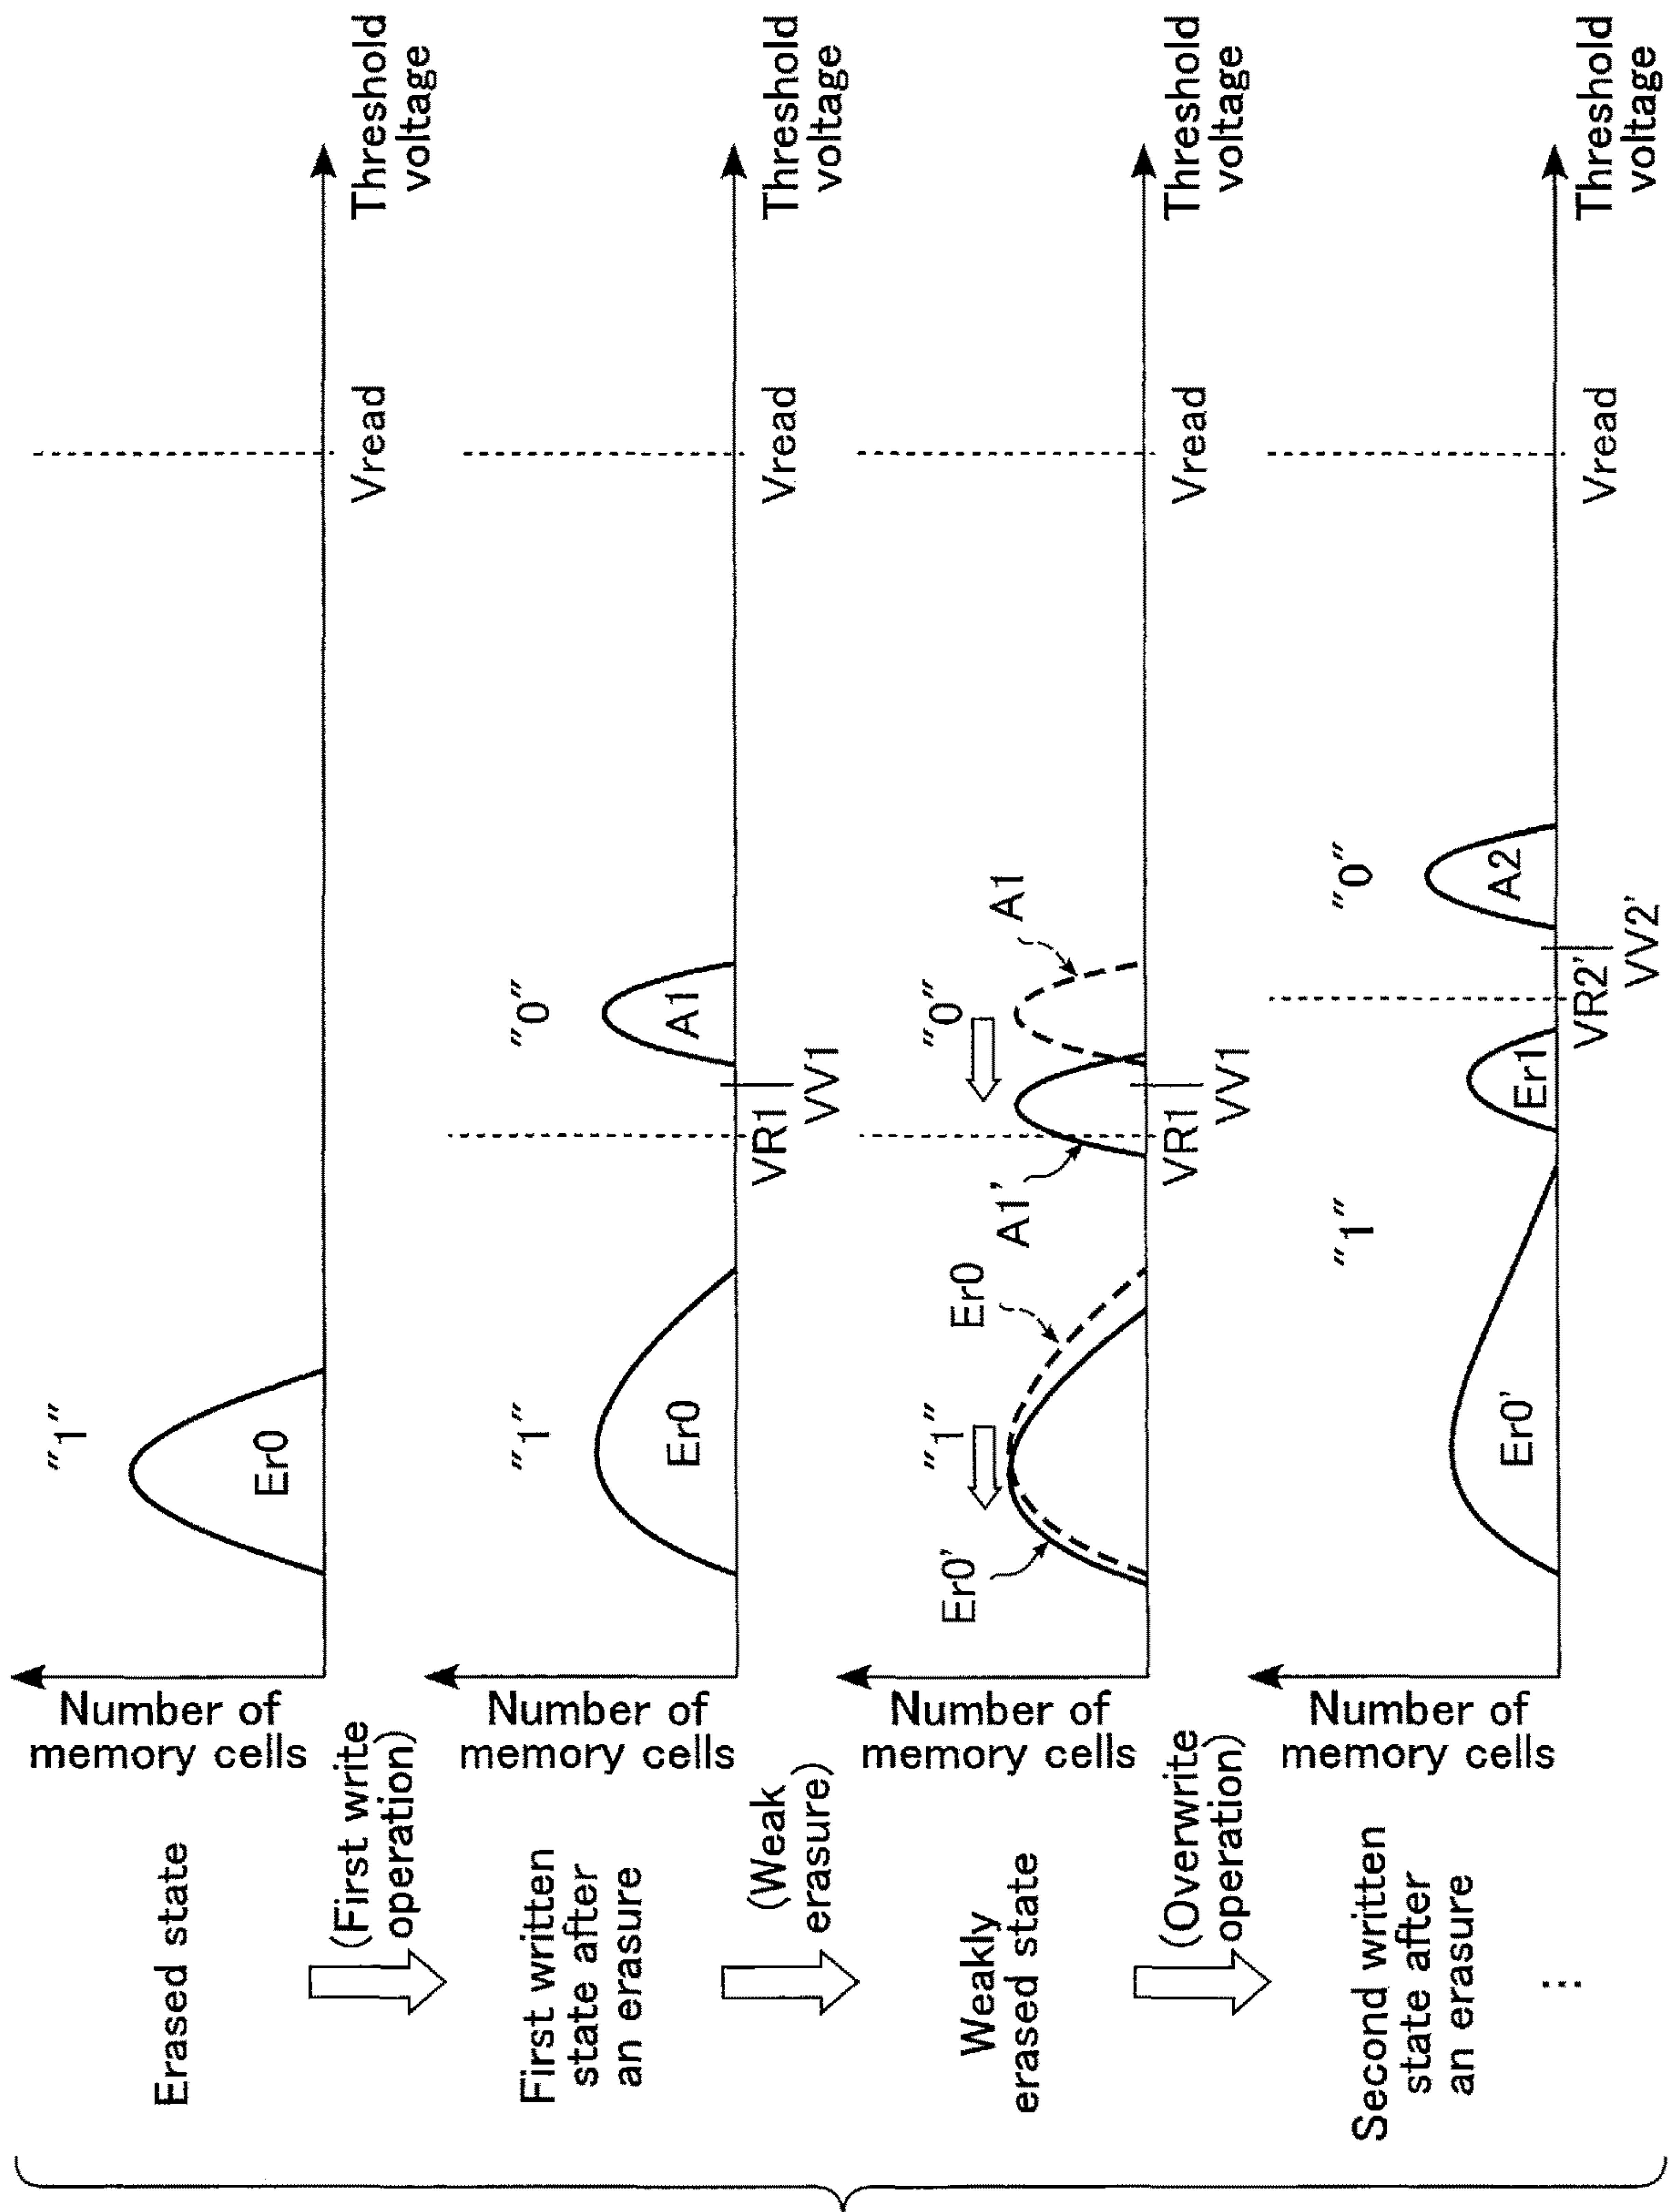 Erased state
Number of
memory cells
"1"
Er0
Vread
Threshold
voltage
(First write
operation)
First written
state after
an erasure
Number of
memory cells
"1"
Er0
"0"
A1
VR1
VV1
Vread
Threshold
voltage
(Weak
erasure)
Weakly
erased state
Number of
memory cells
Er0'
"1"
Er0
A1'
"0"
A1
VR1
VV1
Vread
Threshold
voltage
(Overwrite
operation)
Second written
state after
an erasure
Number of
memory cells
"1"
Er0'
Er1
"0"
A2
VR2'
VV2'
Vread
Threshold
voltage
...